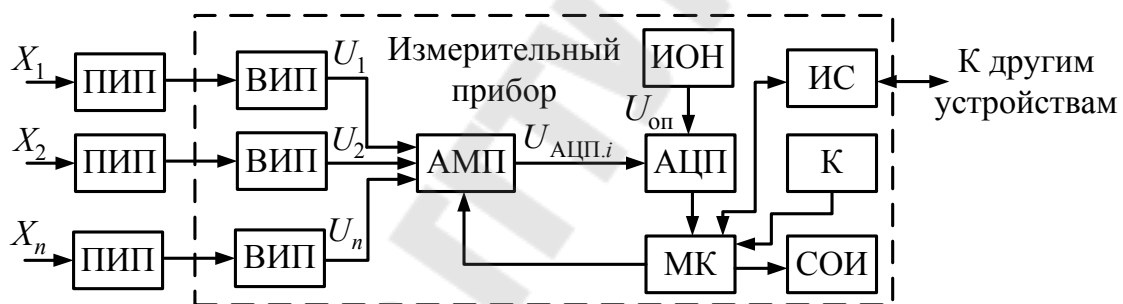 X₁
ПИП
ВИП
U₁
Измерительный
прибор
ИОН
Uоп
ИС
К другим
устройствам
X₂
ПИП
ВИП
U₂
АМП
UАЦП.i
АЦП
К
Xₙ
ПИП
ВИП
Uₙ
МК
СОИ